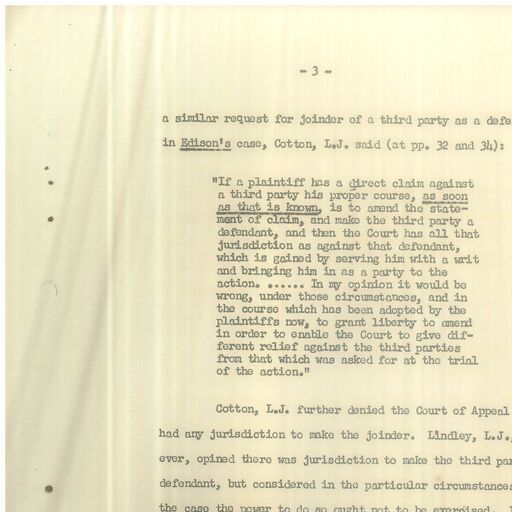 - 3 -
a similar request for joinder of a third party as a
in Edison's case, Cotton, L.J. said (at pp. 32 and 34):
"If a plaintiff has a direct claim against
a third party his proper course, as soon
as that is known, is to amend the state-
ment of claim, and make the third party a
defendant, and then the Court has all that
jurisdiction as against that defendant,
which is gained by serving him with a writ
and bringing him in as a party to the
action. ...... In my opinion it would be
wrong, under those circumstances, and in
the course which has been adopted by the
plaintiffs now, to grant liberty to amend
in order to enable the Court to give dif-
ferent relief against the third parties
from that which was asked for at the trial
of the action."
Cotton, L.J. further denied the Court of Appeal
had any jurisdiction to make the joinder. Lindley, L.J.,
ever, opined there was jurisdiction to make the third
defendant, but considered in the particular circumstances
the case the power to do so ought not to be exercised.